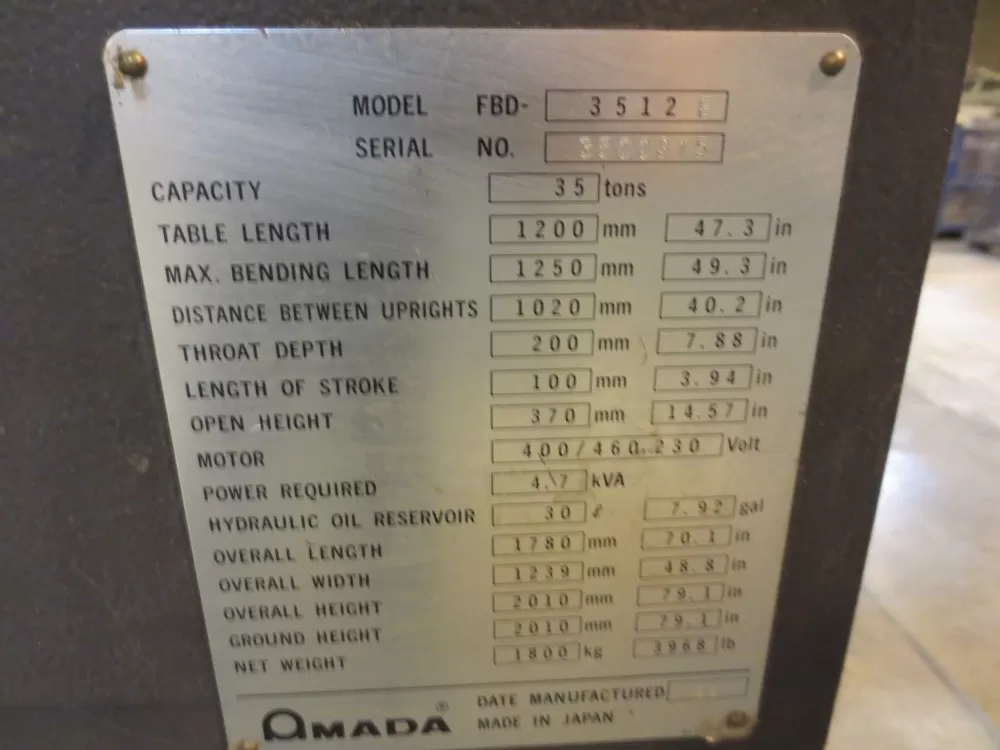 MODEL FBD- 3512
SERIAL NO.
CAPACITY 35 tons
TABLE LENGTH 1200 mm 47.3 in
MAX. BENDING LENGTH 1250 mm 49.3 in
DISTANCE BETWEEN UPRIGHTS 1020 mm 40.2 in
THROAT DEPTH 200 mm 7.88 in
LENGTH OF STROKE 100 mm 3.94 in
OPEN HEIGHT 370 mm 14.57 in
MOTOR 400/460.230 Volt
POWER REQUIRED 4.7 kVA
HYDRAULIC OIL RESERVOIR 30 ℓ 7.92 gal
OVERALL LENGTH 1780 mm 70.1 in
OVERALL WIDTH 1239 mm 48.8 in
OVERALL HEIGHT 2010 mm 79.1 in
GROUND HEIGHT 2010 mm 79.1 in
NET WEIGHT 1800 kg 3968 lb
DATE MANUFACTURED
AMADA® MADE IN JAPAN